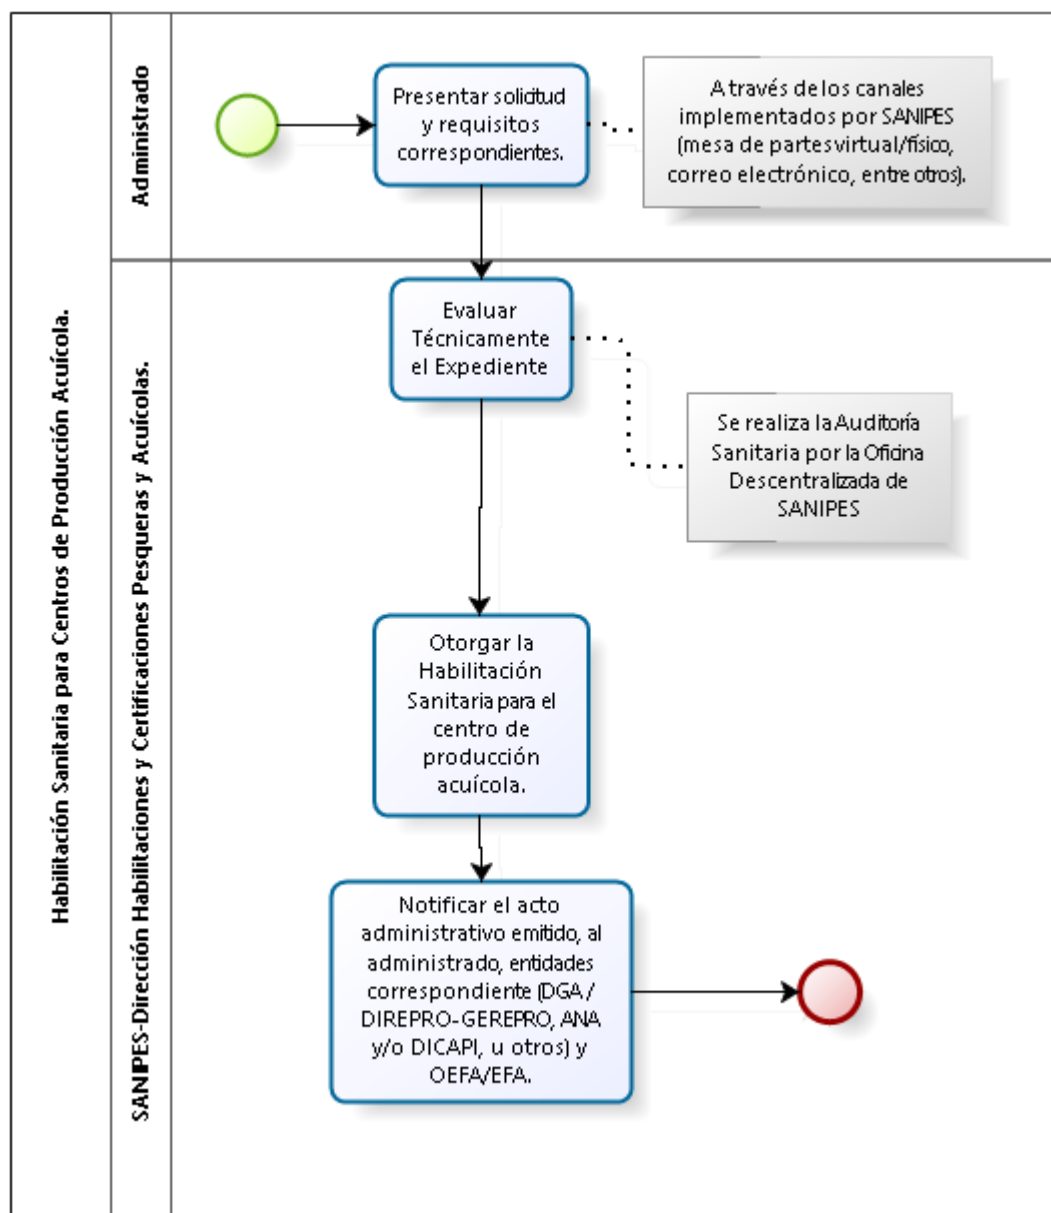 Habilitación Sanitaria para Centros de Producción Acuícola.
Administrado
Presentar solicitud
y requisitos
correspondientes.
A través de los canales
implementados por SANIPES
(mesa de partes virtual/físico,
correo electrónico, entre otros).
SANIPES-Dirección Habilitaciones y Certificaciones Pesqueras y Acuícolas.
Evaluar
Técnicamente
el Expediente
Se realiza la Auditoría
Sanitaria por la Oficina
Descentralizada de
SANIPES
Otorgar la
Habilitación
Sanitaria para el
centro de
producción
acuícola.
Notificar el acto
administrativo emitido, al
administrado, entidades
correspondiente (DGA /
DIREPRO-GEREPRO, ANA
y/o DICAPI, u otros) y
OEFA/EFA.